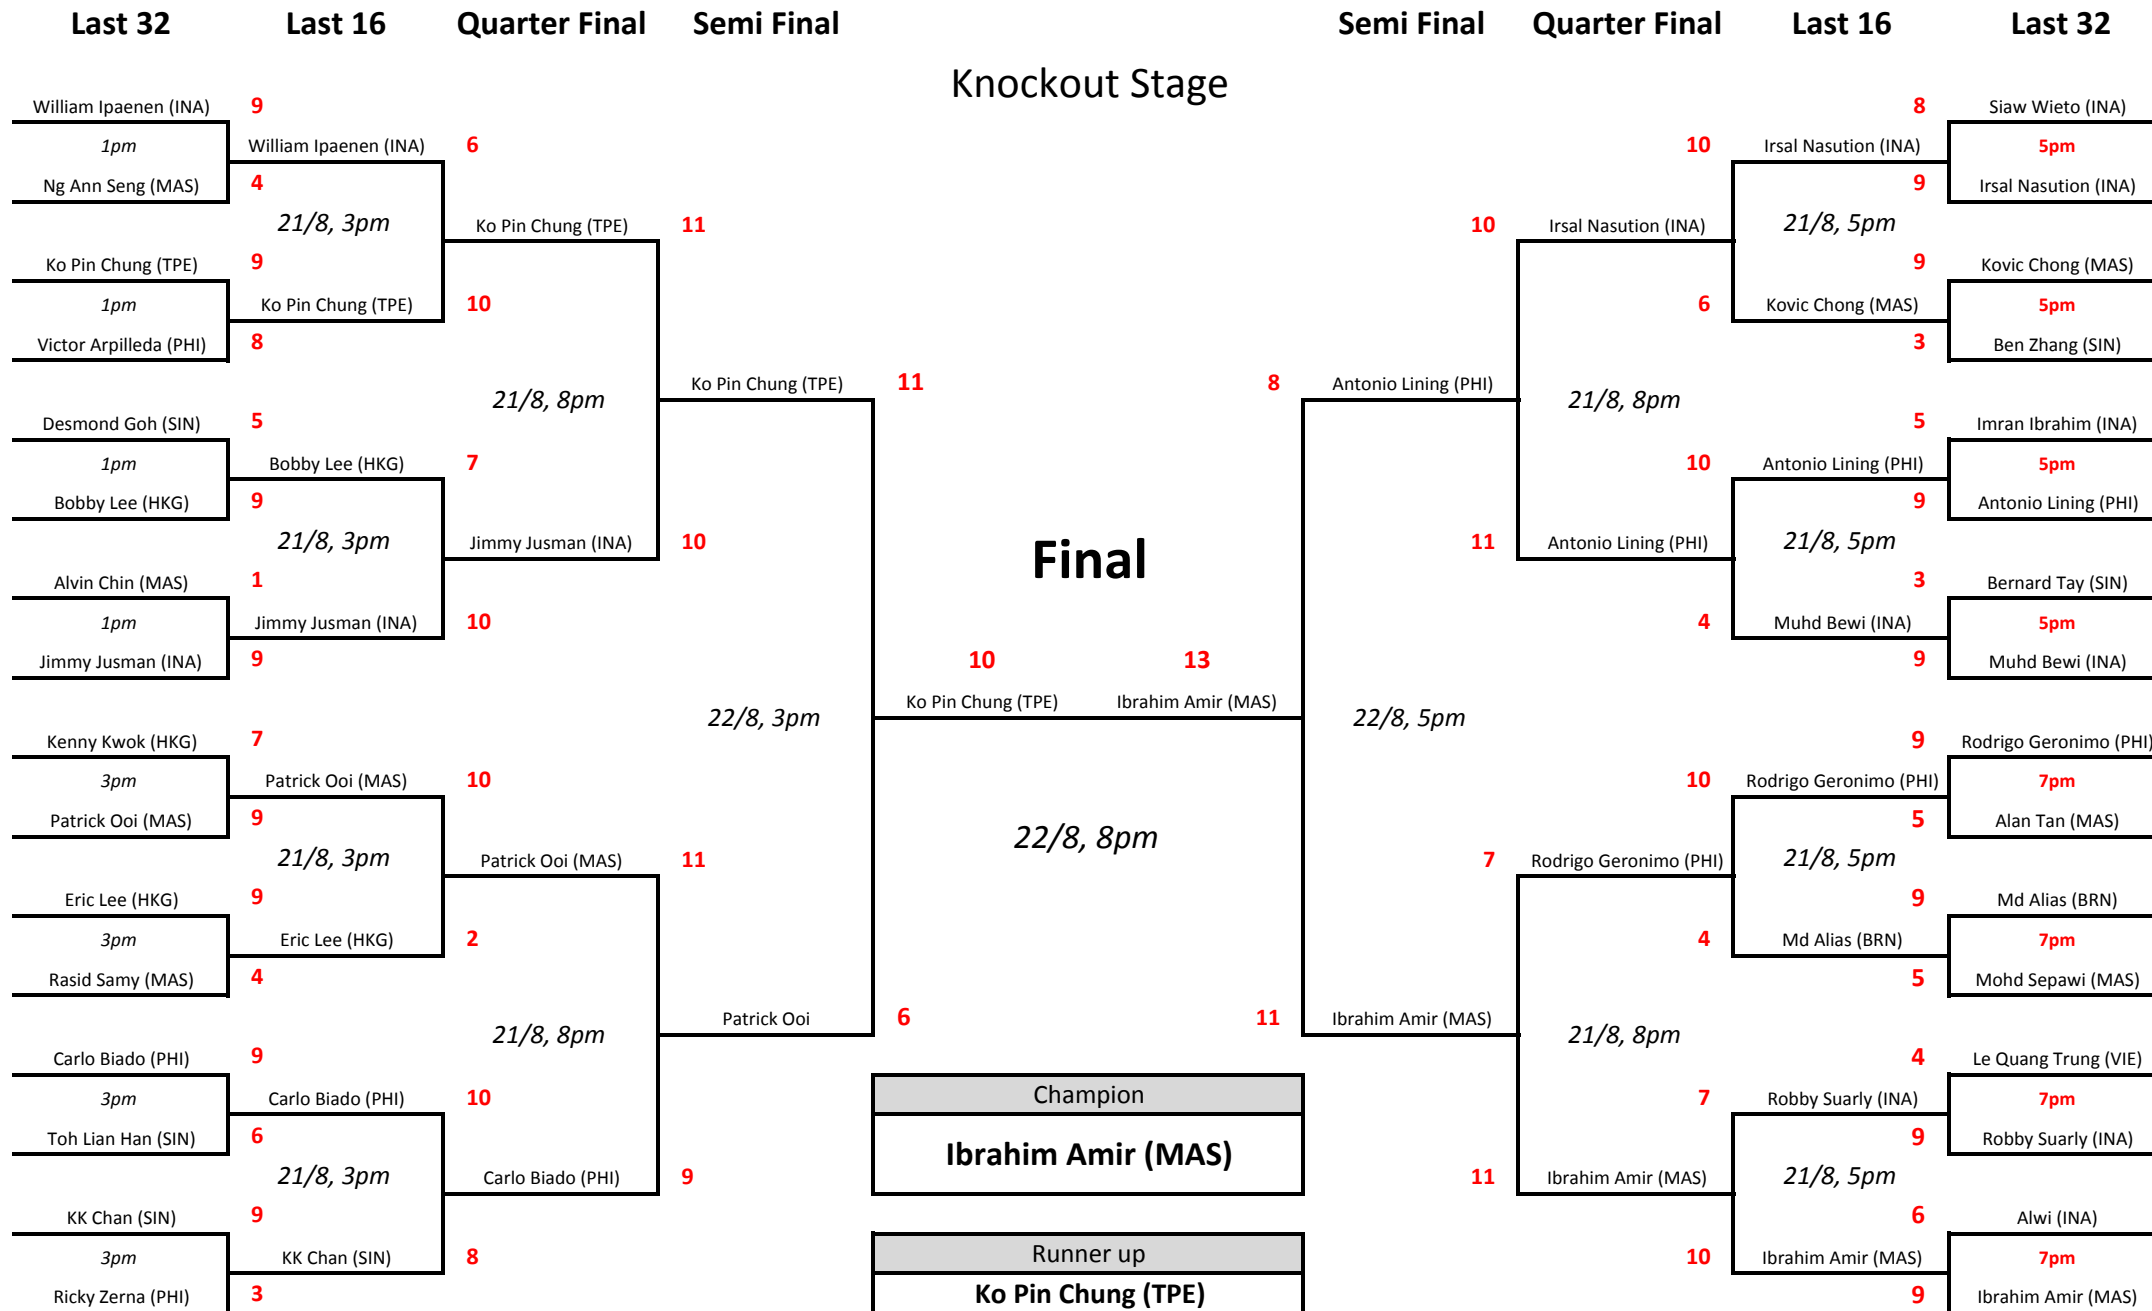 Last 32 Last 16 Quarter Final Semi Final Semi Final Quarter Final Last 16 Last 32
Knockout Stage
William Ipaenen (INA) 9 8 Siaw Wieto (INA)
1pm William Ipaenen (INA) 6 10 Irsal Nasution (INA) 5pm
Ng Ann Seng (MAS) 4 9 Irsal Nasution (INA)
21/8, 3pm Ko Pin Chung (TPE) 11 10 Irsal Nasution (INA) 21/8, 5pm
Ko Pin Chung (TPE) 9 9 Kovic Chong (MAS)
1pm Ko Pin Chung (TPE) 10 6 Kovic Chong (MAS) 5pm
Victor Arpilleda (PHI) 8 3 Ben Zhang (SIN)
21/8, 8pm Ko Pin Chung (TPE) 11 8 Antonio Lining (PHI) 21/8, 8pm
Desmond Goh (SIN) 5 5 Imran Ibrahim (INA)
1pm Bobby Lee (HKG) 7 10 Antonio Lining (PHI) 5pm
Bobby Lee (HKG) 9 9 Antonio Lining (PHI)
21/8, 3pm Jimmy Jusman (INA) 10 Final 11 Antonio Lining (PHI) 21/8, 5pm
Alvin Chin (MAS) 1 3 Bernard Tay (SIN)
1pm Jimmy Jusman (INA) 10 4 Muhd Bewi (INA) 5pm
Jimmy Jusman (INA) 9 10 13 9 Muhd Bewi (INA)
22/8, 3pm Ko Pin Chung (TPE) Ibrahim Amir (MAS) 22/8, 5pm
Kenny Kwok (HKG) 7 9 Rodrigo Geronimo (PHI)
3pm Patrick Ooi (MAS) 10 10 Rodrigo Geronimo (PHI) 7pm
Patrick Ooi (MAS) 9 5 Alan Tan (MAS)
21/8, 3pm Patrick Ooi (MAS) 11 22/8, 8pm 7 Rodrigo Geronimo (PHI) 21/8, 5pm
Eric Lee (HKG) 9 9 Md Alias (BRN)
3pm Eric Lee (HKG) 2 4 Md Alias (BRN) 7pm
Rasid Samy (MAS) 4 5 Mohd Sepawi (MAS)
21/8, 8pm Patrick Ooi 6 11 Ibrahim Amir (MAS) 21/8, 8pm
Carlo Biado (PHI) 9 4 Le Quang Trung (VIE)
3pm Carlo Biado (PHI) 10 Champion 7 Robby Suarly (INA) 7pm
Toh Lian Han (SIN) 6 Ibrahim Amir (MAS) 9 Robby Suarly (INA)
21/8, 3pm Carlo Biado (PHI) 9 11 Ibrahim Amir (MAS) 21/8, 5pm
KK Chan (SIN) 9 6 Alwi (INA)
3pm KK Chan (SIN) 8 Runner up 10 Ibrahim Amir (MAS) 7pm
Ricky Zerna (PHI) 3 Ko Pin Chung (TPE) 9 Ibrahim Amir (MAS)